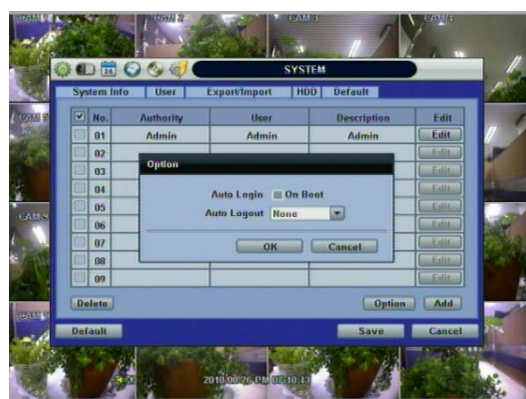 CAM 1
CAM 2
CAM 3
CAM 4
SYSTEM
System Info User Export/Import HDD Default
CAM 5
No. Authority User Description Edit
01 Admin Admin Admin Edit
02 Edit
03 Edit
04 Edit
05 Edit
06 Edit
07 Edit
08 Edit
09 Edit
Option
Auto Login On Boot
Auto Logout None
OK Cancel
CAM 9
Delete Option Add
Default Save Cancel